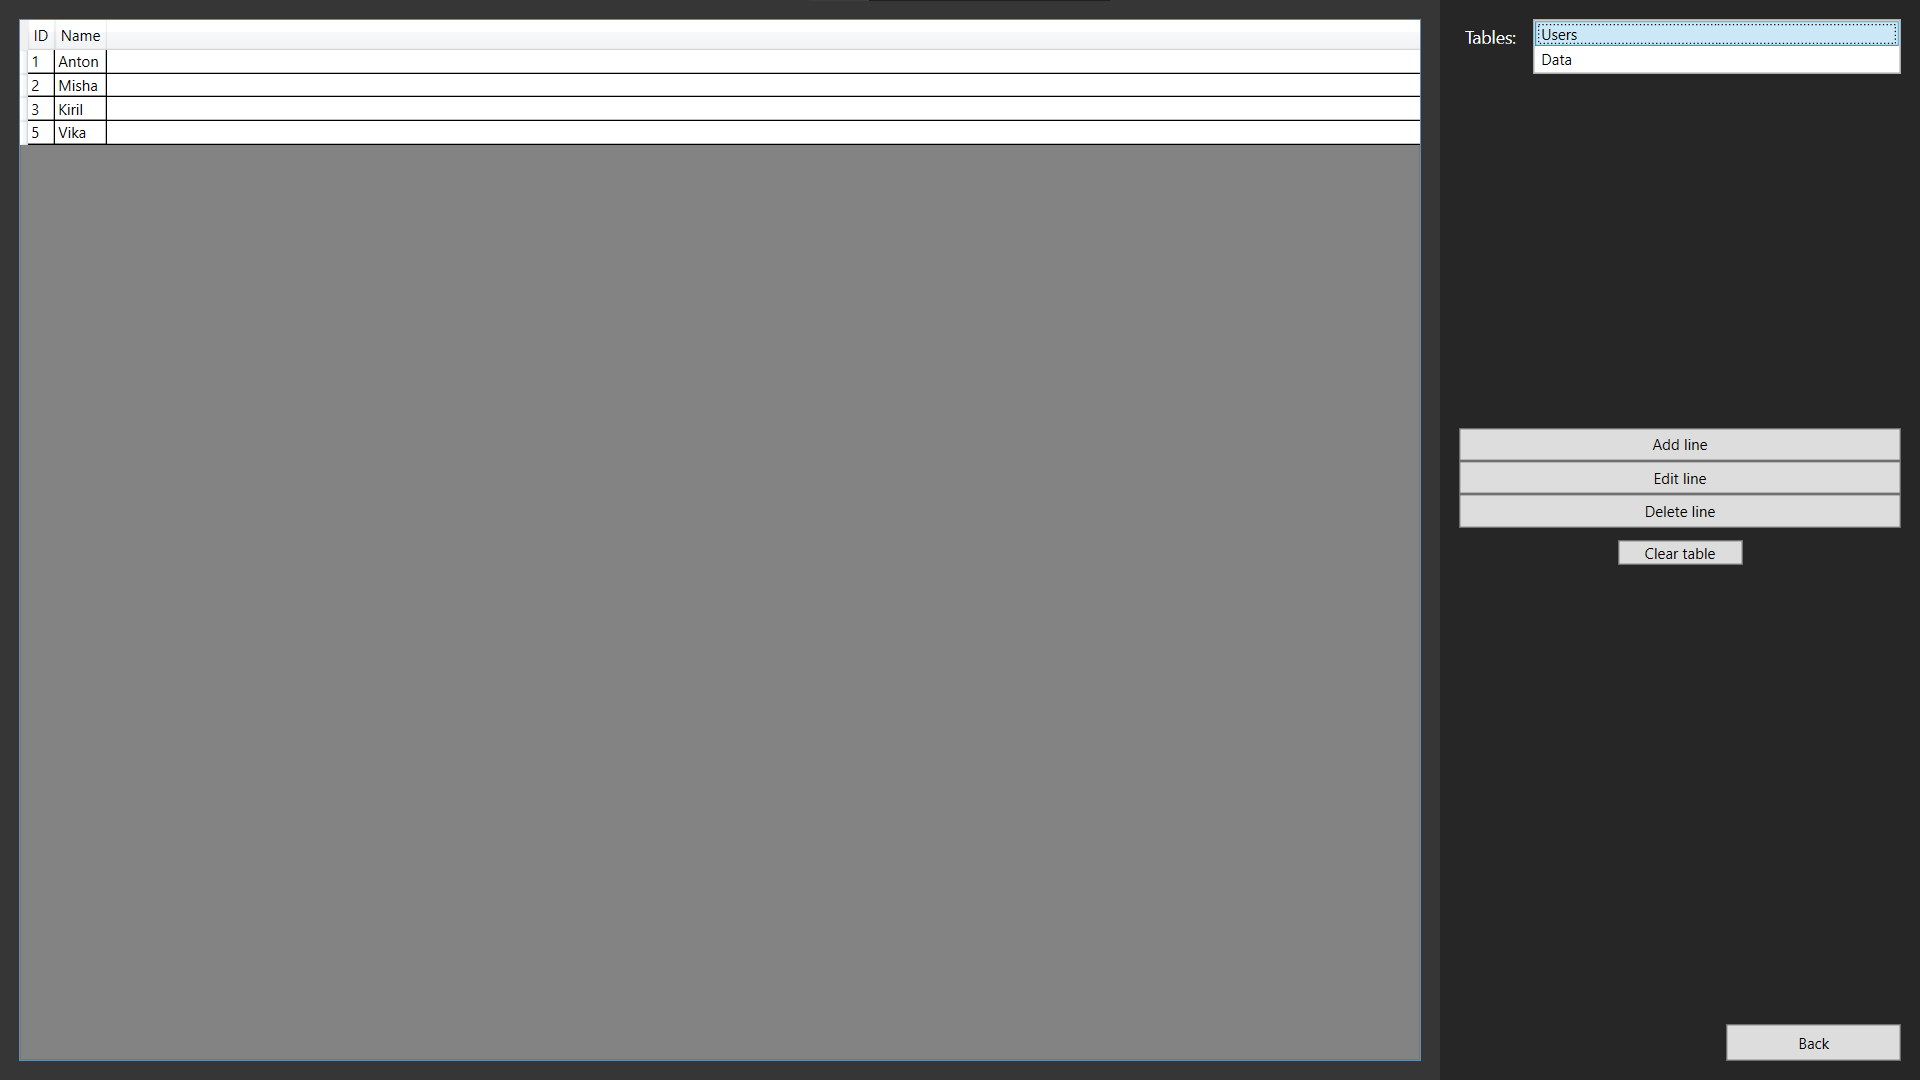 ID Name
1 Anton
2 Misha
3 Kiril
5 Vika
Tables:
Users
Data
Add line
Edit line
Delete line
Clear table
Back